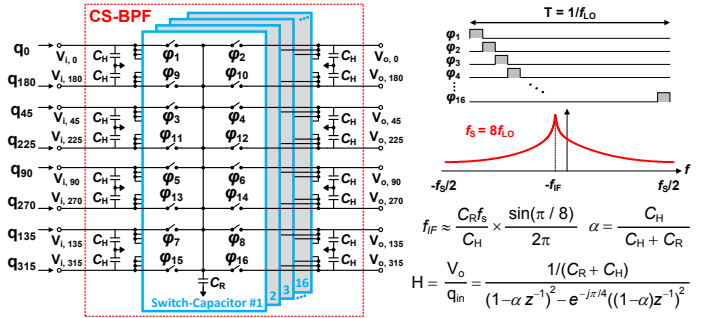 CS-BPF
q0 Vi, 0 CH φ1 φ2 CH Vo, 0
q180 Vi, 180 CH φ9 φ10 CH Vo, 180
q45 Vi, 45 CH φ3 φ4 CH Vo, 45
q225 Vi, 225 CH φ11 φ12 CH Vo, 225
q90 Vi, 90 CH φ5 φ6 CH Vo, 90
q270 Vi, 270 CH φ13 φ14 CH Vo, 270
q135 Vi, 135 CH φ7 φ8 CH Vo, 135
q315 Vi, 315 CH φ15 φ16 CH Vo, 315
CR
Switch-Capacitor #1 2 3 ... 16
T = 1/fLO
φ1
φ2
φ3
φ4
⋮ ...
φ16
fS = 8fLO
f
-fS/2 -fIF fS/2
fIF ≈ CRfs/CH × sin(π / 8)/2π α = CH/(CH + CR)
H = Vo/qin = 1/(CR + CH)/((1−α z⁻¹)² − e^(−jπ/4)((1−α)z⁻¹)²)